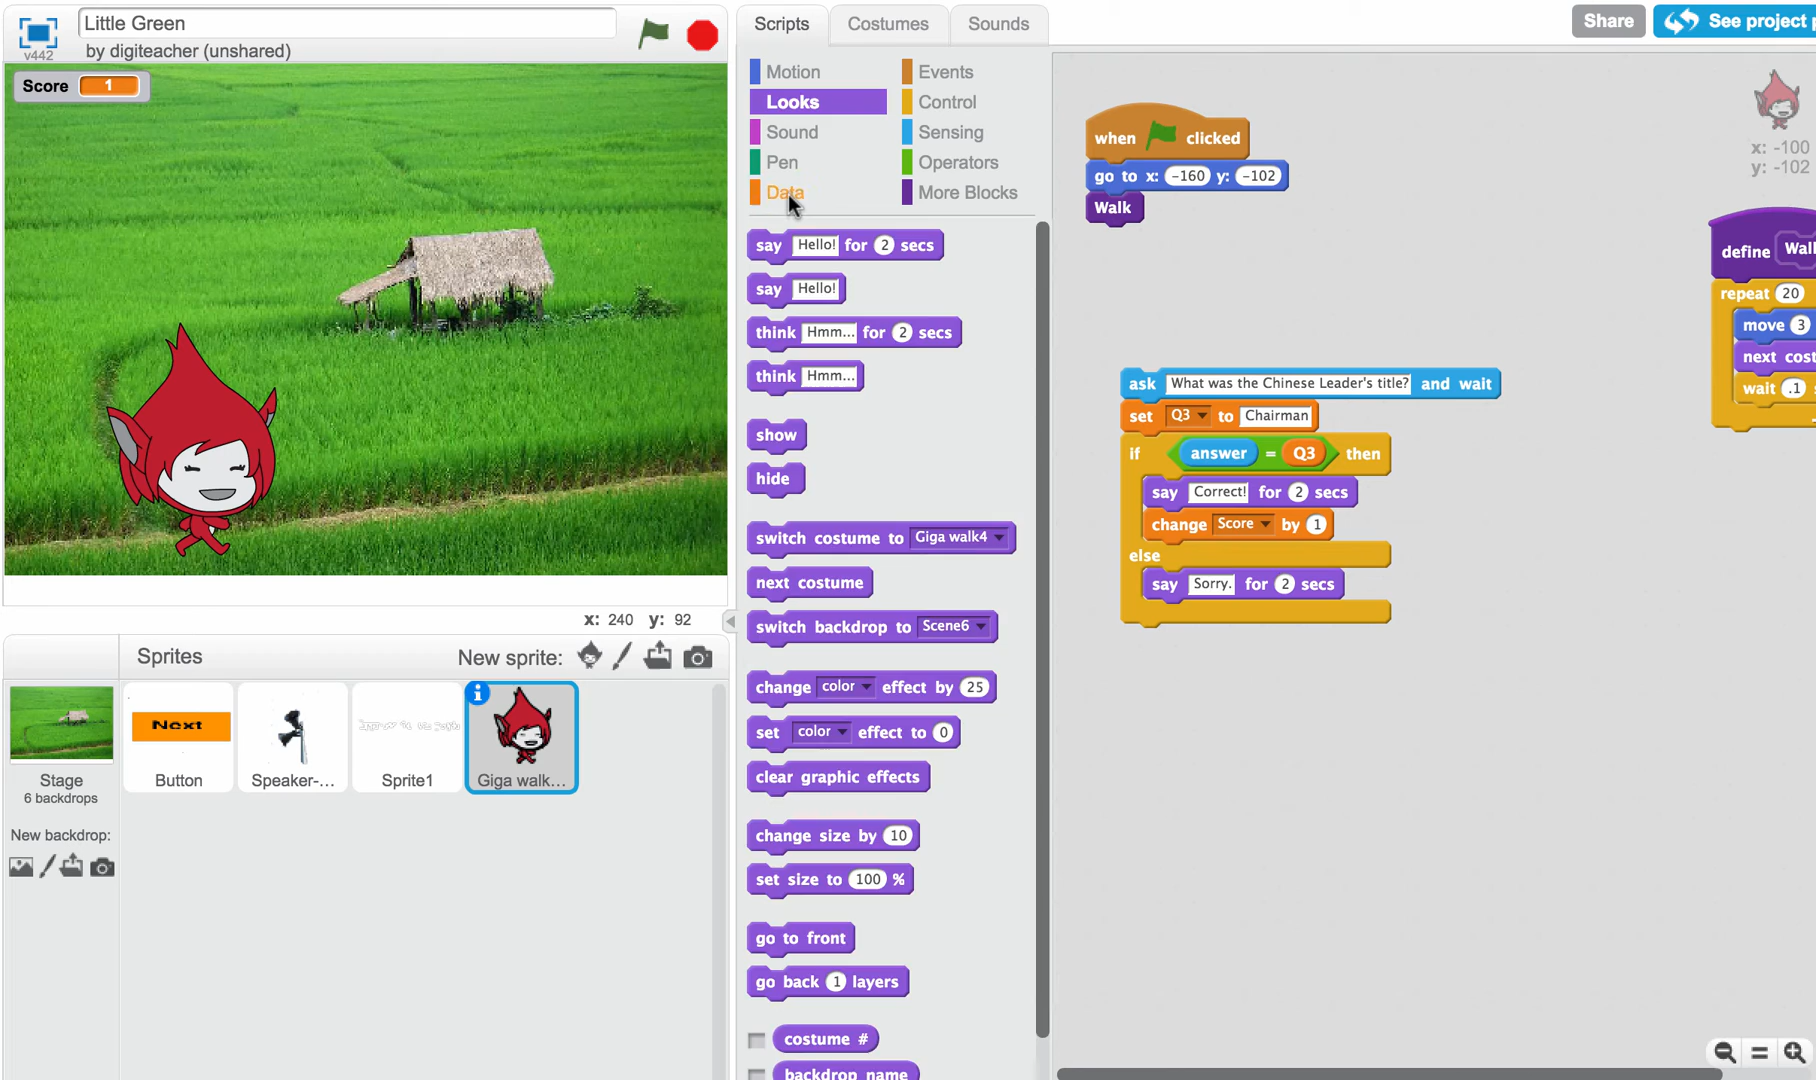 Little Green
by digiteacher (unshared)
v442
Score 1
x: 240 y: 92
Sprites
New sprite:
Next
Stage
6 backdrops
New backdrop:
Button
Speaker-...
Sprite1
Giga walk...
Scripts
Costumes
Sounds
Share
See project p
Motion
Looks
Sound
Pen
Data
Events
Control
Sensing
Operators
More Blocks
say Hello! for 2 secs
say Hello!
think Hmm... for 2 secs
think Hmm...
show
hide
switch costume to Giga walk4
next costume
switch backdrop to Scene6
change color effect by 25
set color effect to 0
clear graphic effects
change size by 10
set size to 100 %
go to front
go back 1 layers
costume #
backdrop name
when clicked
go to x: -160 y: -102
Walk
ask What was the Chinese Leader's title? and wait
set Q3 to Chairman
if answer = Q3 then
say Correct! for 2 secs
change Score by 1
else
say Sorry. for 2 secs
x: -100
y: -102
define Walk
repeat 20
move 3
next cost
wait .1 s